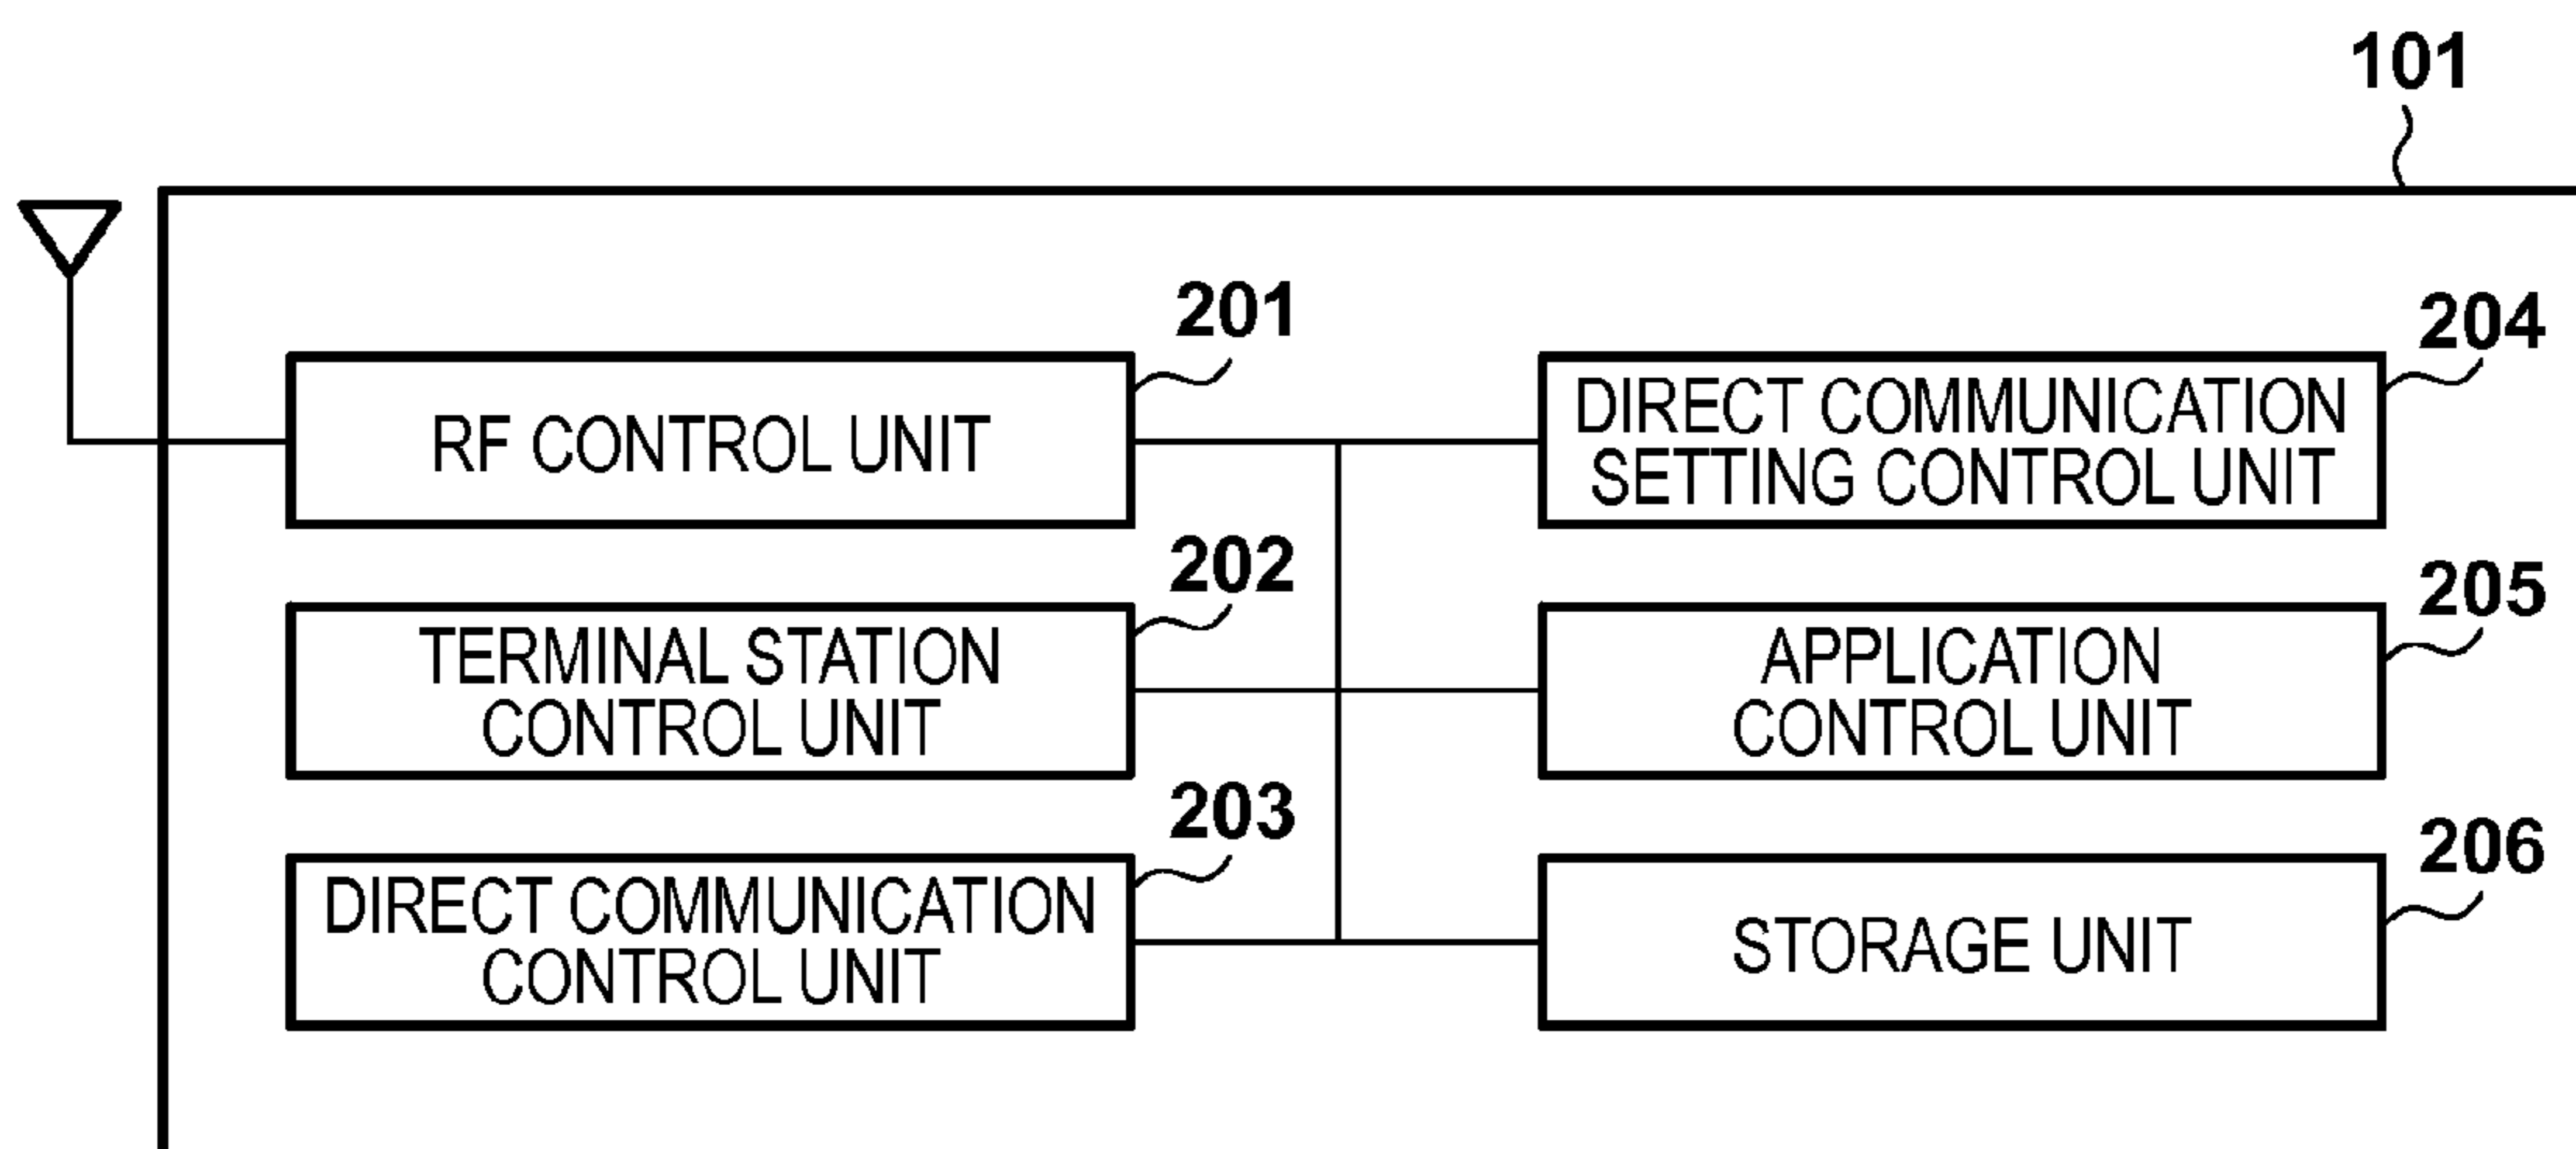 101
201
RF CONTROL UNIT
204
DIRECT COMMUNICATION
SETTING CONTROL UNIT
202
TERMINAL STATION
CONTROL UNIT
205
APPLICATION
CONTROL UNIT
203
DIRECT COMMUNICATION
CONTROL UNIT
206
STORAGE UNIT